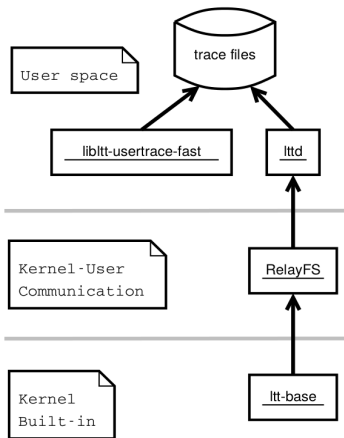 trace files
User space
libltt-usertrace-fast
lttd
Kernel-User
Communication
RelayFS
Kernel
Built-in
ltt-base